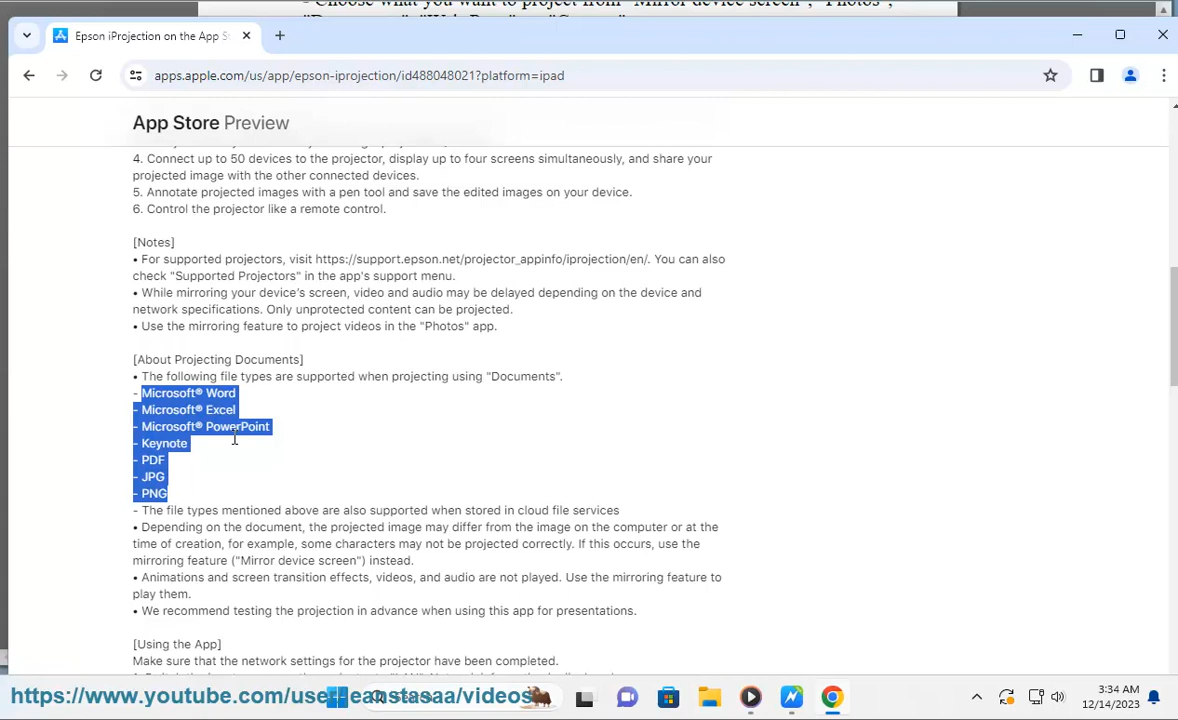 - Choose what you want to project from "Mirror device screen", "Photos",
Epson iProjection on the App St
apps.apple.com/us/app/epson-iprojection/id488048021?platform=ipad
App Store Preview
4. Connect up to 50 devices to the projector, display up to four screens simultaneously, and share your
projected image with the other connected devices.
5. Annotate projected images with a pen tool and save the edited images on your device.
6. Control the projector like a remote control.
[Notes]
• For supported projectors, visit https://support.epson.net/projector_appinfo/iprojection/en/. You can also
check "Supported Projectors" in the app's support menu.
• While mirroring your device’s screen, video and audio may be delayed depending on the device and
network specifications. Only unprotected content can be projected.
• Use the mirroring feature to project videos in the "Photos" app.
[About Projecting Documents]
• The following file types are supported when projecting using "Documents".
- Microsoft® Word
- Microsoft® Excel
- Microsoft® PowerPoint
- Keynote
- PDF
- JPG
- PNG
- The file types mentioned above are also supported when stored in cloud file services
• Depending on the document, the projected image may differ from the image on the computer or at the
time of creation, for example, some characters may not be projected correctly. If this occurs, use the
mirroring feature ("Mirror device screen") instead.
• Animations and screen transition effects, videos, and audio are not played. Use the mirroring feature to
play them.
• We recommend testing the projection in advance when using this app for presentations.
[Using the App]
Make sure that the network settings for the projector have been completed.
https://www.youtube.com/user/eanstasaa/videos
3:34 AM
12/14/2023